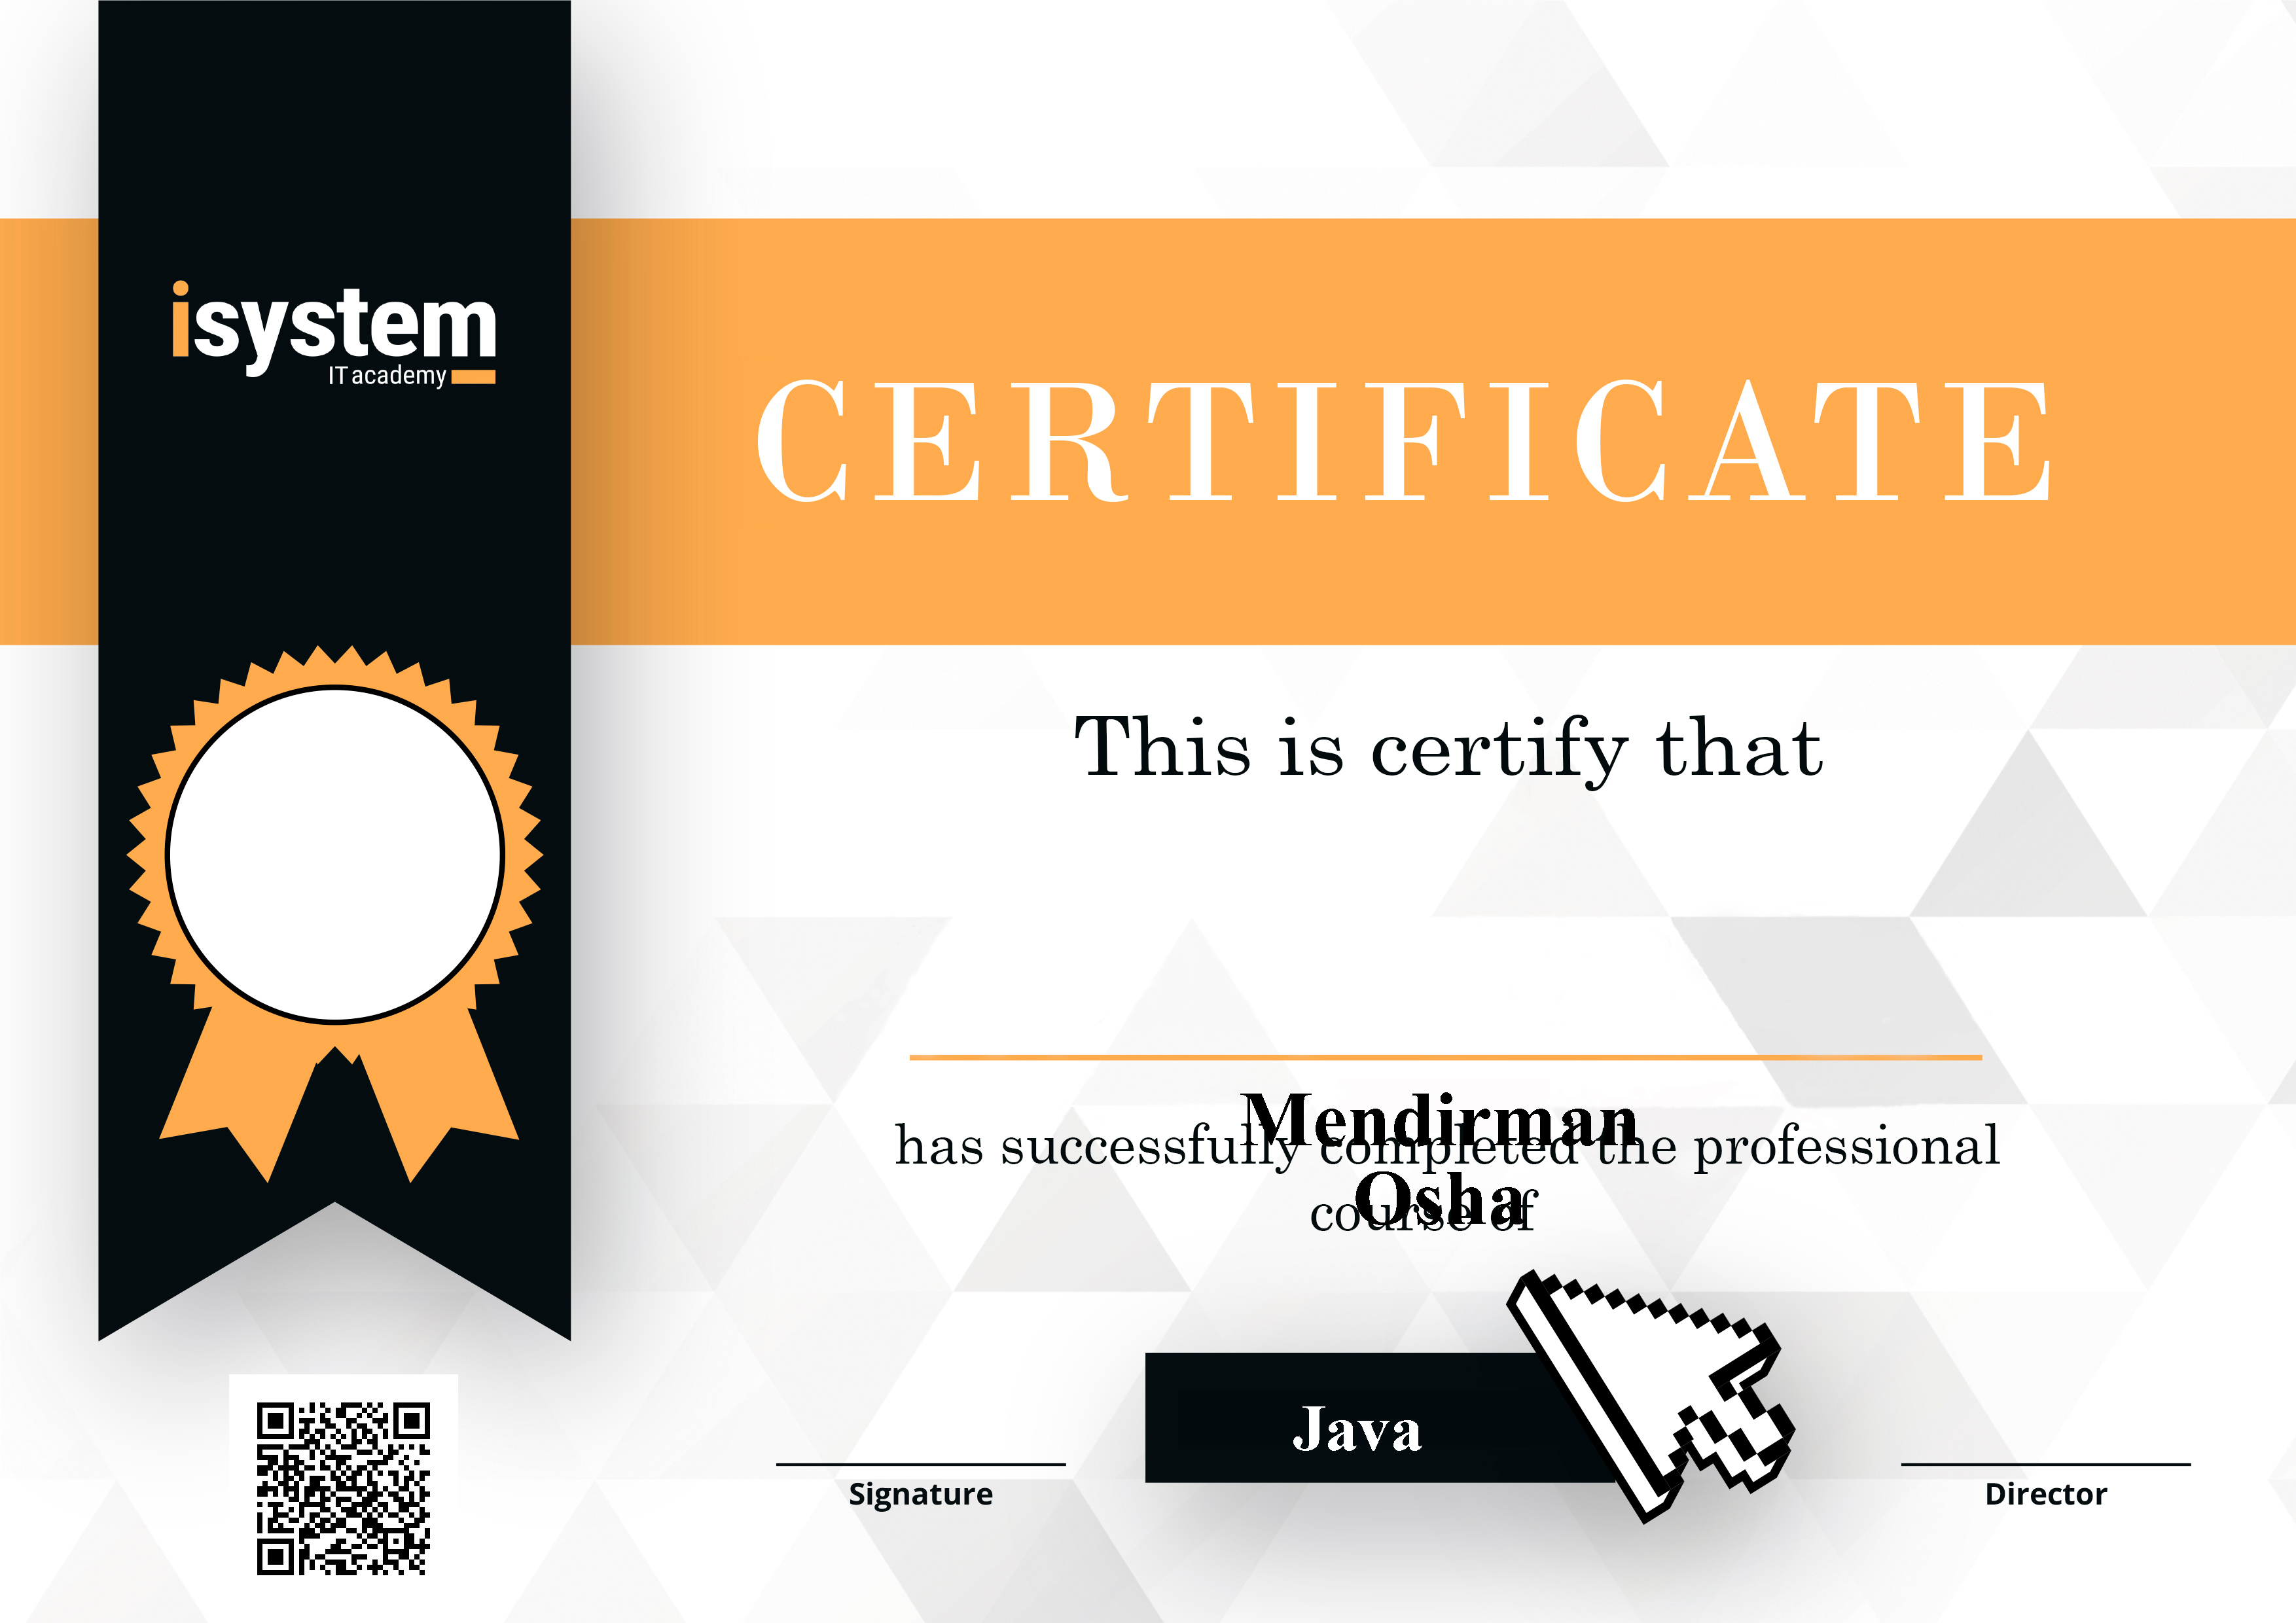 isystem
IT academy
CERTIFICATE
This is certify that
Mendirman
has successfully completed the professional
Osha
course of
Java
Signature
Director